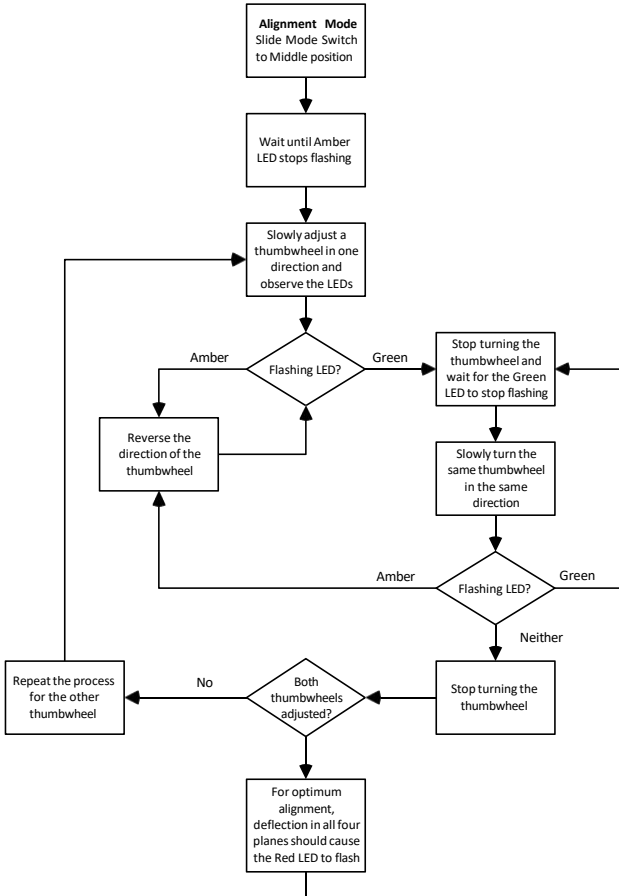 Alignment Mode
Slide Mode Switch
to Middle position
Wait until Amber
LED stops flashing
Slowly adjust a
thumbwheel in one
direction and
observe the LEDs
Amber
Flashing LED?
Green
Stop turning the
thumbwheel and
wait for the Green
LED to stop flashing
Reverse the
direction of the
thumbwheel
Slowly turn the
same thumbwheel
in the same
direction
Amber
Flashing LED?
Green
Neither
Repeat the process
for the other
thumbwheel
No
Both
thumbwheels
adjusted?
Stop turning the
thumbwheel
For optimum
alignment,
deflection in all four
planes should cause
the Red LED to flash